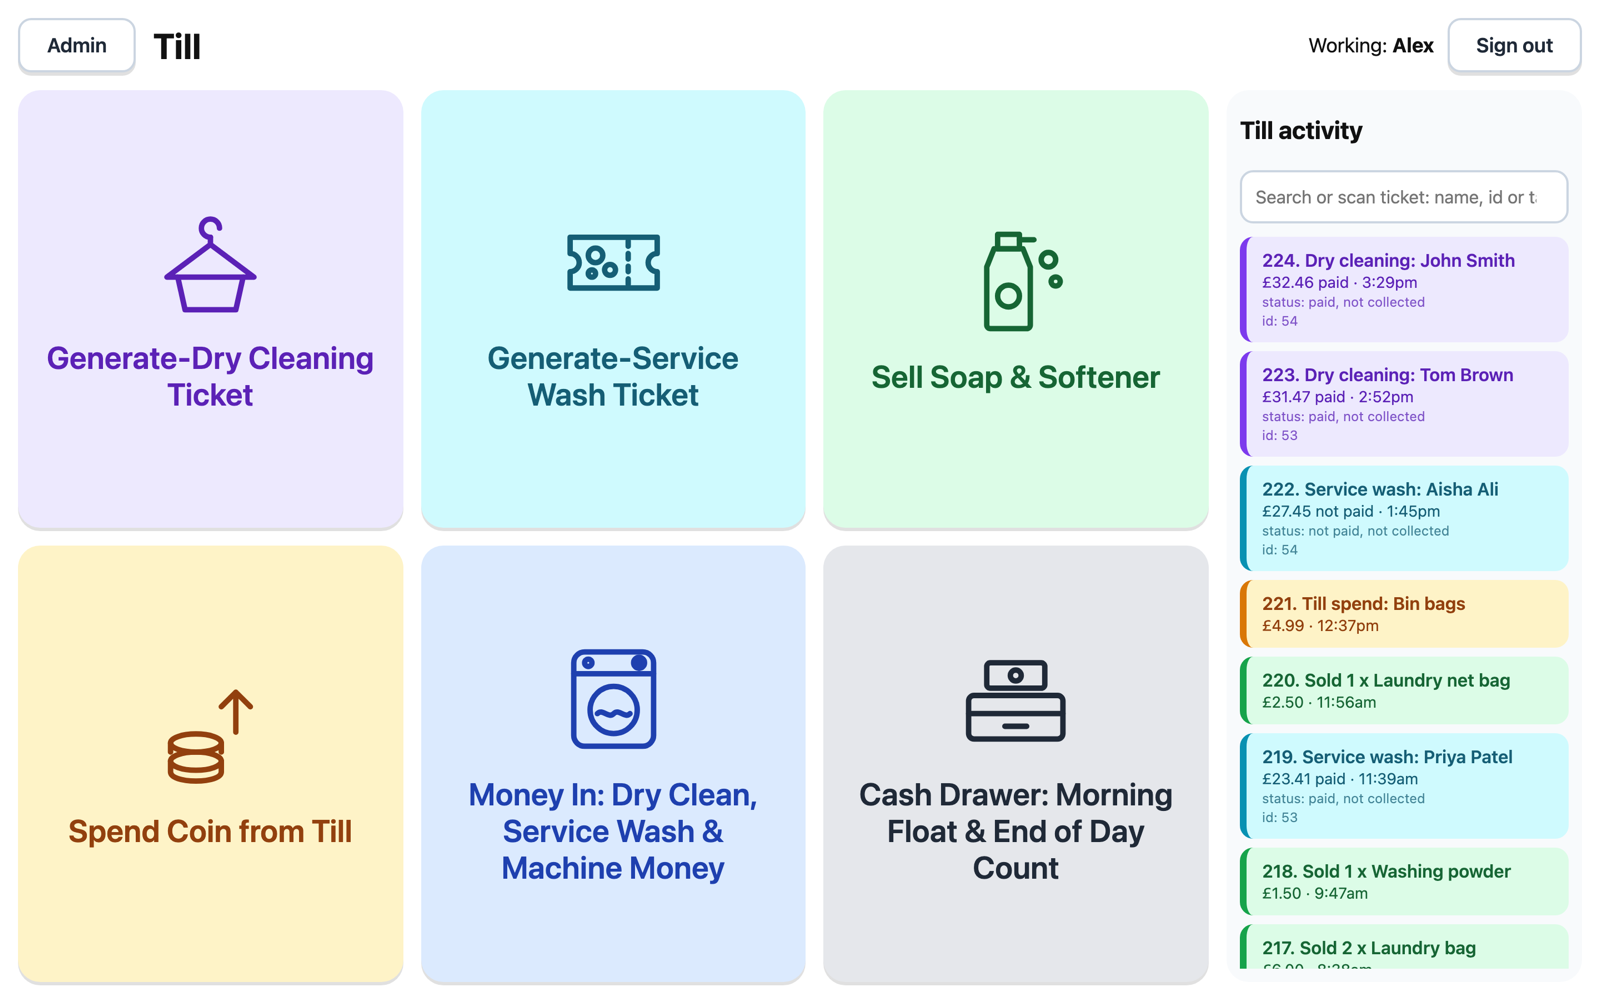 Admin
Till
Working: Alex
Sign out
Generate-Dry Cleaning
Ticket
Generate-Service
Wash Ticket
Sell Soap & Softener
Spend Coin from Till
Money In: Dry Clean,
Service Wash &
Machine Money
Cash Drawer: Morning
Float & End of Day
Count
Till activity
Search or scan ticket: name, id or
224. Dry cleaning: John Smith
£32.46 paid · 3:29pm
status: paid, not collected
id: 54
223. Dry cleaning: Tom Brown
£31.47 paid · 2:52pm
status: paid, not collected
id: 53
222. Service wash: Aisha Ali
£27.45 not paid · 1:45pm
status: not paid, not collected
id: 54
221. Till spend: Bin bags
£4.99 · 12:37pm
220. Sold 1 x Laundry net bag
£2.50 · 11:56am
219. Service wash: Priya Patel
£23.41 paid · 11:39am
status: paid, not collected
id: 53
218. Sold 1 x Washing powder
£1.50 · 9:47am
217. Sold 2 x Laundry bag